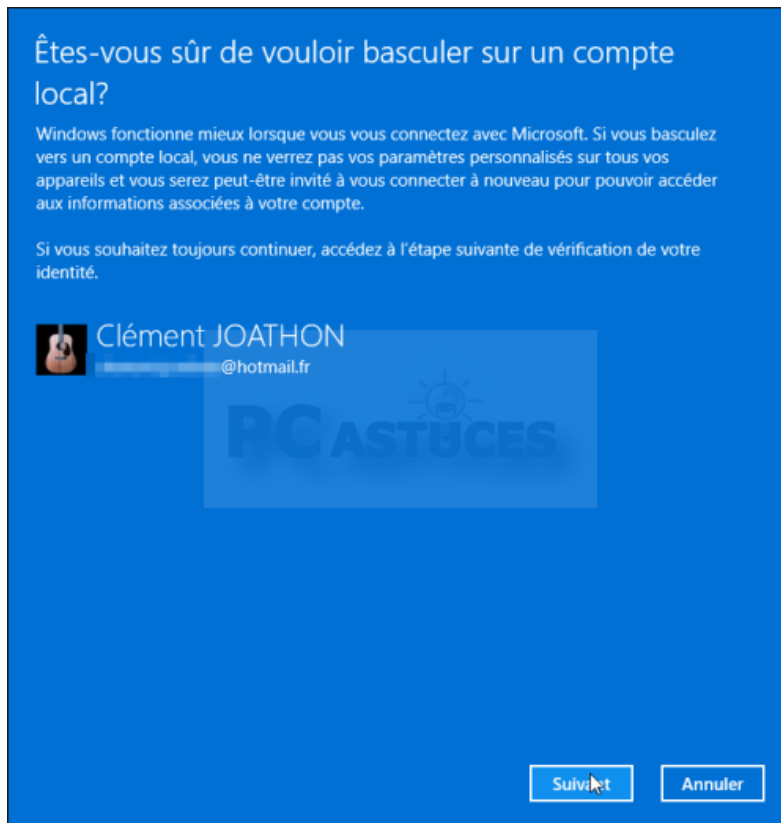 Êtes-vous sûr de vouloir basculer sur un compte
local?
Windows fonctionne mieux lorsque vous vous connectez avec Microsoft. Si vous basculez
vers un compte local, vous ne verrez pas vos paramètres personnalisés sur tous vos
appareils et vous serez peut-être invité à vous connecter à nouveau pour pouvoir accéder
aux informations associées à votre compte.
Si vous souhaitez toujours continuer, accédez à l'étape suivante de vérification de votre
identité.
Clément JOATHON
@hotmail.fr
PC ASTUCES
Suivant Annuler